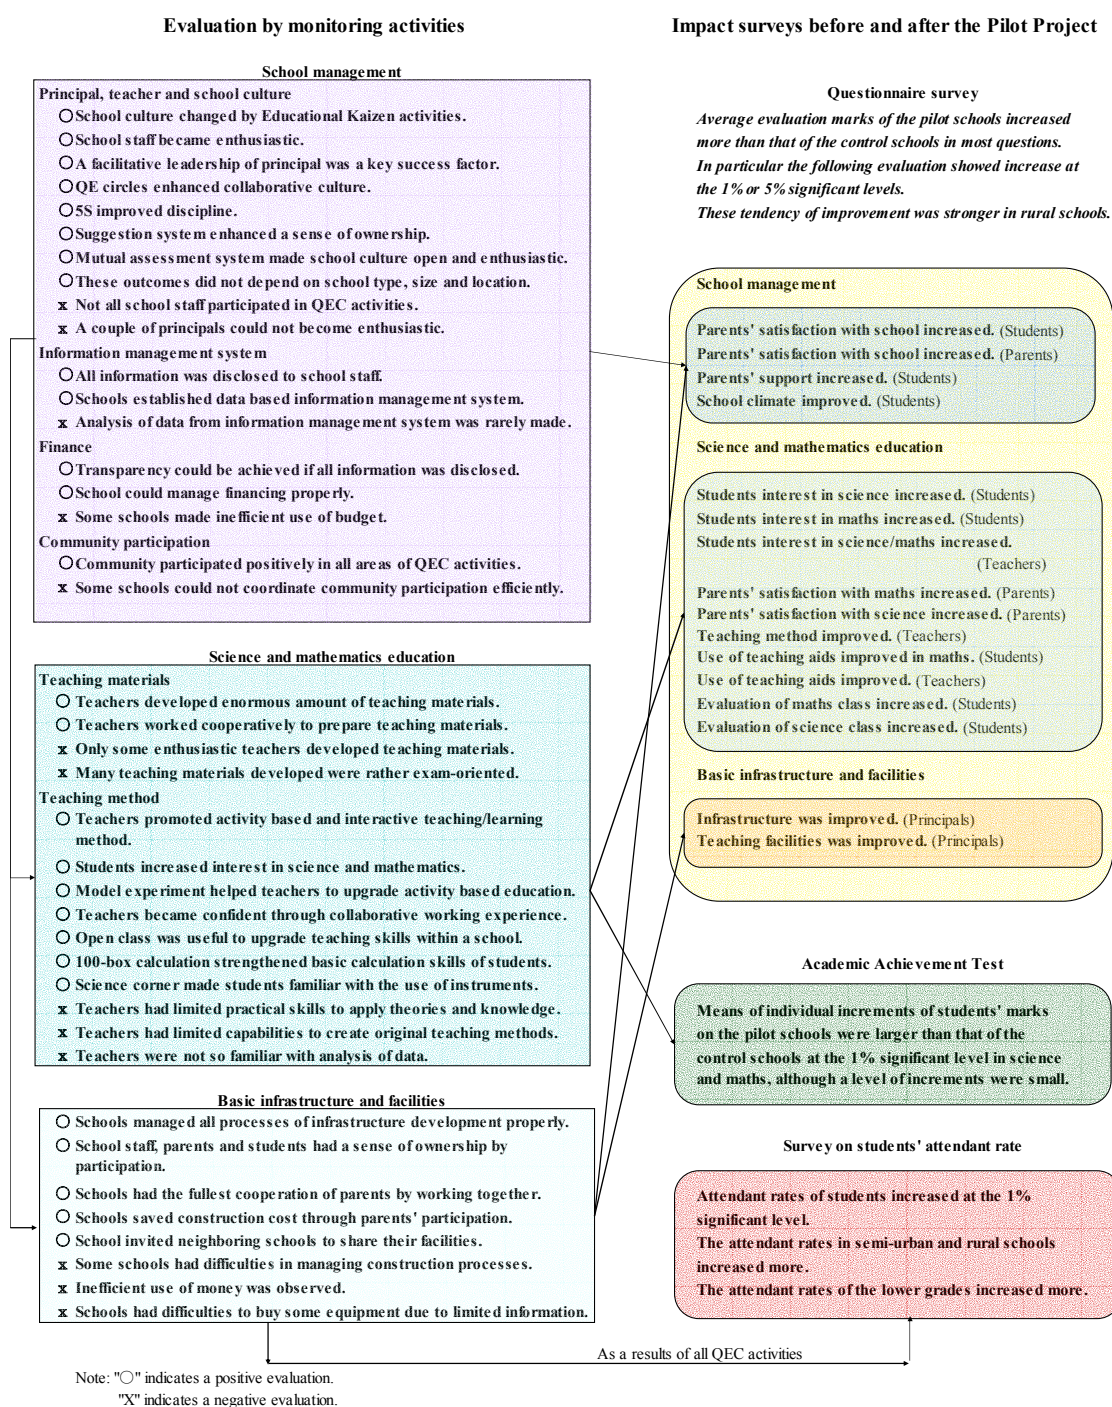 Evaluation by monitoring activities
School management
Principal, teacher and school culture
○ School culture changed by Educational Kaizen activities.
○ School staff became enthusiastic.
○ A facilitative leadership of principal was a key success factor.
○ QE circles enhanced collaborative culture.
○ 5S improved discipline.
○ Suggestion system enhanced a sense of ownership.
○ Mutual assessment system made school culture open and enthusiastic.
○ These outcomes did not depend on school type, size and location.
x Not all school staff participated in QEC activities.
x A couple of principals could not become enthusiastic.
Information management system
○ All information was disclosed to school staff.
○ Schools established data based information management system.
x Analysis of data from information management system was rarely made.
Finance
○ Transparency could be achieved if all information was disclosed.
○ School could manage financing properly.
x Some schools made inefficient use of budget.
Community participation
○ Community participated positively in all areas of QEC activities.
x Some schools could not coordinate community participation efficiently.
Science and mathematics education
Teaching materials
○ Teachers developed enormous amount of teaching materials.
○ Teachers worked cooperatively to prepare teaching materials.
x Only some enthusiastic teachers developed teaching materials.
x Many teaching materials developed were rather exam-oriented.
Teaching method
○ Teachers promoted activity based and interactive teaching/learning
method.
○ Students increased interest in science and mathematics.
○ Model experiment helped teachers to upgrade activity based education.
○ Teachers became confident through collaborative working experience.
○ Open class was useful to upgrade teaching skills within a school.
○ 100-box calculation strengthened basic calculation skills of students.
○ Science corner made students familiar with the use of instruments.
x Teachers had limited practical skills to apply theories and knowledge.
x Teachers had limited capabilities to create original teaching methods.
x Teachers were not so familiar with analysis of data.
Basic infrastructure and facilities
○ Schools managed all processes of infrastructure development properly.
○ School staff, parents and students had a sense of ownership by
participation.
○ Schools had the fullest cooperation of parents by working together.
○ Schools saved construction cost through parents' participation.
○ School invited neighboring schools to share their facilities.
x Some schools had difficulties in managing construction processes.
x Inefficient use of money was observed.
x Schools had difficulties to buy some equipment due to limited information.
Impact surveys before and after the Pilot Project
Questionnaire survey
Average evaluation marks of the pilot schools increased
more than that of the control schools in most questions.
In particular the following evaluation showed increase at
the 1% or 5% significant levels.
These tendency of improvement was stronger in rural schools.
School management
Parents' satisfaction with school increased. (Students)
Parents' satisfaction with school increased. (Parents)
Parents' support increased. (Students)
School climate improved. (Students)
Science and mathematics education
Students interest in science increased. (Students)
Students interest in maths increased. (Students)
Students interest in science/maths increased.
(Teachers)
Parents' satisfaction with maths increased. (Parents)
Parents' satisfaction with science increased. (Parents)
Teaching method improved. (Teachers)
Use of teaching aids improved in maths. (Students)
Use of teaching aids improved. (Teachers)
Evaluation of maths class increased. (Students)
Evaluation of science class increased. (Students)
Basic infrastructure and facilities
Infrastructure was improved. (Principals)
Teaching facilities was improved. (Principals)
Academic Achievement Test
Means of individual increments of students' marks
on the pilot schools were larger than that of the
control schools at the 1% significant level in science
and maths, although a level of increments were small.
Survey on students' attendant rate
Attendant rates of students increased at the 1%
significant level.
The attendant rates in semi-urban and rural schools
increased more.
The attendant rates of the lower grades increased more.
As a results of all QEC activities
Note: "○" indicates a positive evaluation.
"X" indicates a negative evaluation.